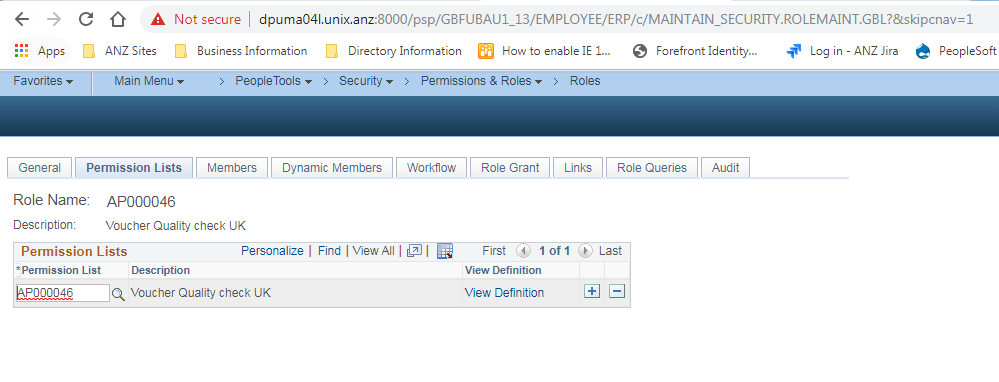 Not secure | dpuma04l.unix.anz:8000/psp/GBFUBAU1_13/EMPLOYEE/ERP/c/MAINTAIN_SECURITY.ROLEMAINT.GBL?&skipcnav=1
Apps ANZ Sites Business Information Directory Information How to enable IE 1... Forefront Identity... Log in - ANZ Jira PeopleSoft
Favorites Main Menu > PeopleTools > Security > Permissions & Roles > Roles
General Permission Lists Members Dynamic Members Workflow Role Grant Links Role Queries Audit
Role Name: AP000046
Description: Voucher Quality check UK
Permission Lists Personalize | Find | View All | | First 1 of 1 Last
*Permission List Description View Definition
AP000046 Voucher Quality check UK View Definition + −